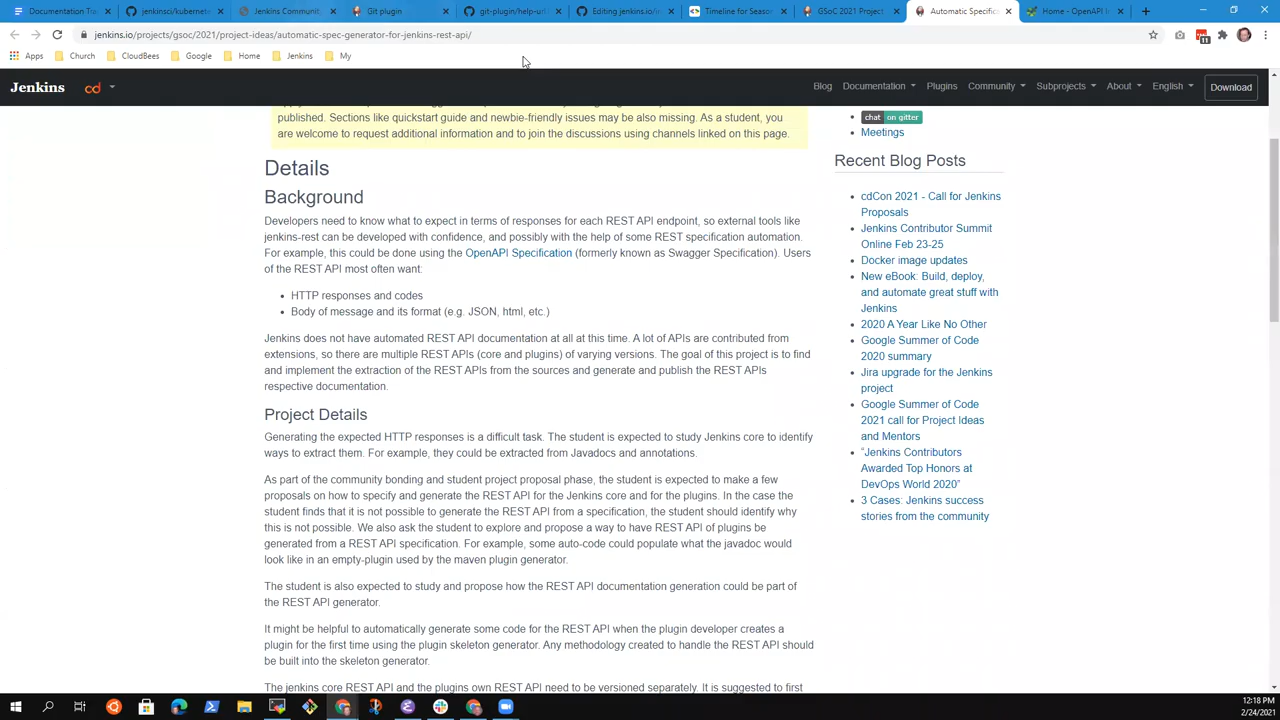 Documentation Tra
jenkinsci/kubernete
Jenkins Communit
Git plugin
git-plugin/help-url
Editing jenkins.io/in
Timeline for Seaso
GSoC 2021 Project
Automatic Specific
Home - OpenAPI In
jenkins.io/projects/gsoc/2021/project-ideas/automatic-spec-generator-for-jenkins-rest-api/
11
Apps
Church
CloudBees
Google
Home
Jenkins
My
Jenkins
cd
Blog
Documentation
Plugins
Community
Subprojects
About
English
Download
published. Sections like quickstart guide and newbie-friendly issues may be also missing. As a student, you
are welcome to request additional information and to join the discussions using channels linked on this page.
Details
Background
Developers need to know what to expect in terms of responses for each REST API endpoint, so external tools like
jenkins-rest can be developed with confidence, and possibly with the help of some REST specification automation.
For example, this could be done using the OpenAPI Specification (formerly known as Swagger Specification). Users
of the REST API most often want:
• HTTP responses and codes
• Body of message and its format (e.g. JSON, html, etc.)
Jenkins does not have automated REST API documentation at all at this time. A lot of APIs are contributed from
extensions, so there are multiple REST APIs (core and plugins) of varying versions. The goal of this project is to find
and implement the extraction of the REST APIs from the sources and generate and publish the REST APIs
respective documentation.
Project Details
Generating the expected HTTP responses is a difficult task. The student is expected to study Jenkins core to identify
ways to extract them. For example, they could be extracted from Javadocs and annotations.
As part of the community bonding and student project proposal phase, the student is expected to make a few
proposals on how to specify and generate the REST API for the Jenkins core and for the plugins. In the case the
student finds that it is not possible to generate the REST API from a specification, the student should identify why
this is not possible. We also ask the student to explore and propose a way to have REST API of plugins be
generated from a REST API specification. For example, some auto-code could populate what the javadoc would
look like in an empty-plugin used by the maven plugin generator.
The student is also expected to study and propose how the REST API documentation generation could be part of
the REST API generator.
It might be helpful to automatically generate some code for the REST API when the plugin developer creates a
plugin for the first time using the plugin skeleton generator. Any methodology created to handle the REST API should
be built into the skeleton generator.
The jenkins core REST API and the plugins own REST API need to be versioned separately. It is suggested to first
• chat on gitter
• Meetings
Recent Blog Posts
• cdCon 2021 - Call for Jenkins
Proposals
• Jenkins Contributor Summit
Online Feb 23-25
• Docker image updates
• New eBook: Build, deploy,
and automate great stuff with
Jenkins
• 2020 A Year Like No Other
• Google Summer of Code
2020 summary
• Jira upgrade for the Jenkins
project
• Google Summer of Code
2021 call for Project Ideas
and Mentors
• “Jenkins Contributors
Awarded Top Honors at
DevOps World 2020”
• 3 Cases: Jenkins success
stories from the community
12:18 PM
2/24/2021